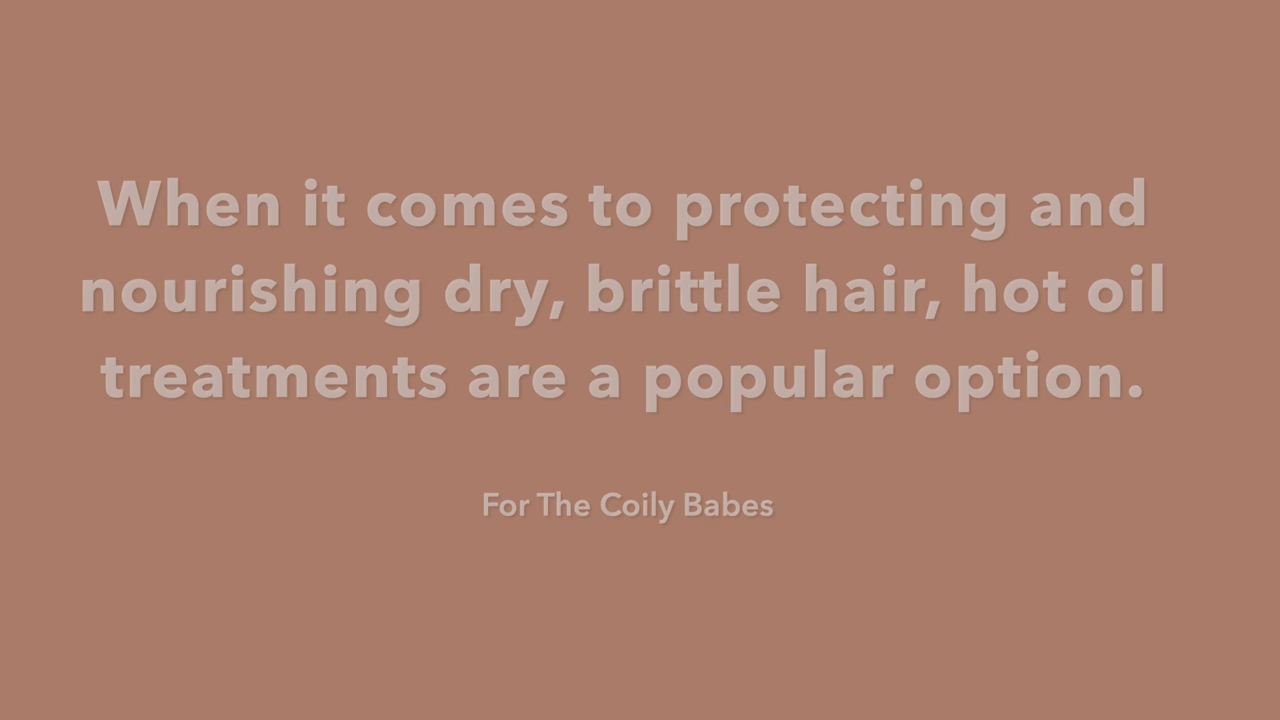 When it comes to protecting and
nourishing dry, brittle hair, hot oil
treatments are a popular option.
For The Coily Babes